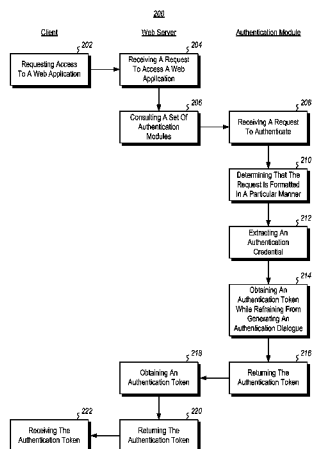 200
Client
Web Server
Authentication Module
202
Requesting Access
To A Web Application
204
Receiving A Request
To Access A Web
Application
206
Consulting A Set Of
Authentication
Modules
208
Receiving A Request
To Authenticate
210
Determining That The
Request Is Formatted
In A Particular Manner
212
Extracting An
Authentication
Credential
214
Obtaining An
Authentication Token
While Refraining From
Generating An
Authentication Dialogue
216
Returning The
Authentication Token
218
Obtaining An
Authentication Token
220
Returning The
Authentication Token
222
Receiving The
Authentication Token